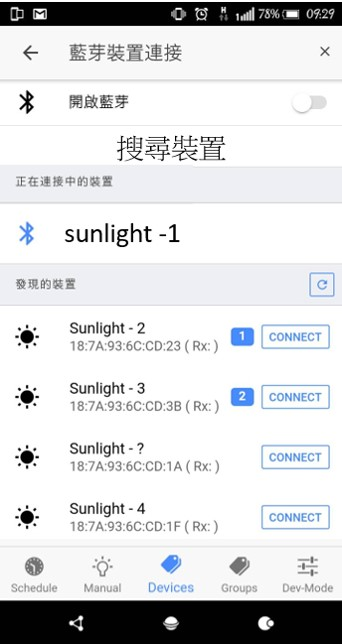 78% 09:29
藍芽裝置連接
開啟藍芽
搜尋裝置
正在連接中的裝置
sunlight -1
發現的裝置
Sunlight - 2
18:7A:93:6C:CD:23 ( Rx: ) 1 CONNECT
Sunlight - 3
18:7A:93:6C:CD:3B ( Rx: ) 2 CONNECT
Sunlight - ?
18:7A:93:6C:CD:1A ( Rx: ) CONNECT
Sunlight - 4
18:7A:93:6C:CD:1F ( Rx: ) CONNECT
Schedule Manual Devices Groups Dev-Mode